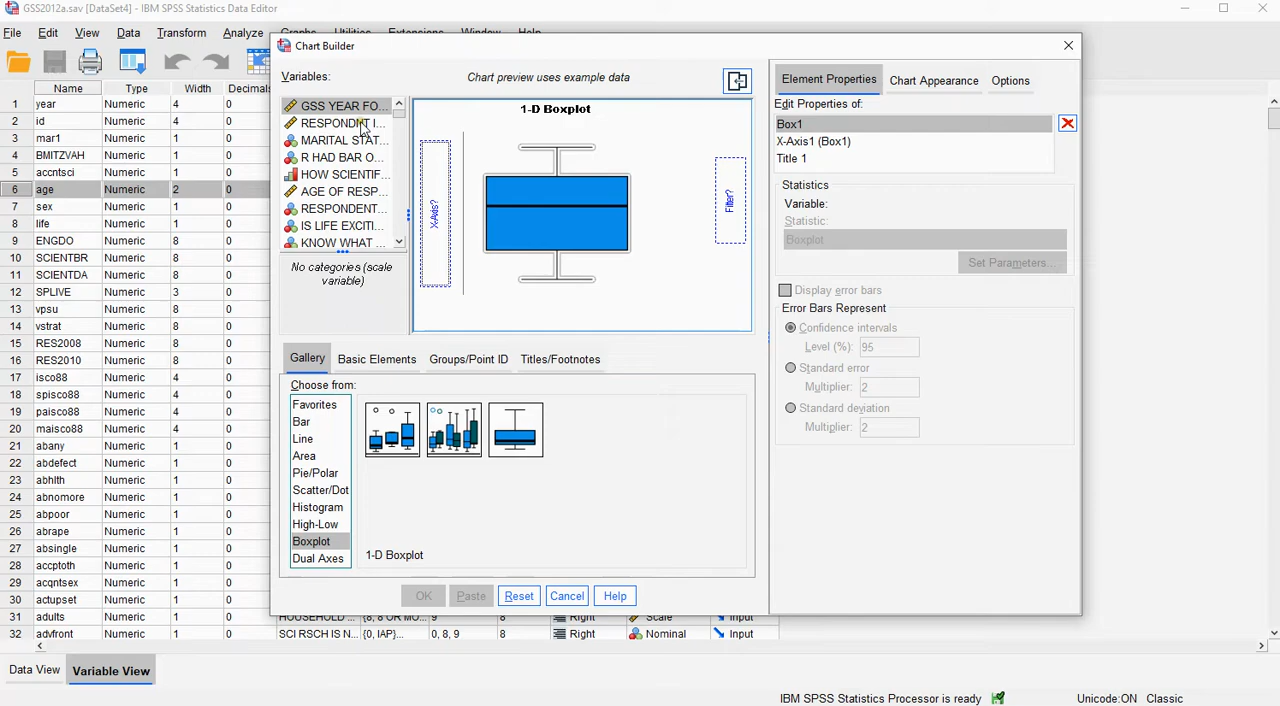 GSS2012a.sav [DataSet4] - IBM SPSS Statistics Data Editor
File Edit View Data Transform Analyze Graphs Utilities Extensions Window Help
Name Type Width Decimals
1 year Numeric 4 0
2 id Numeric 4 0
3 mar1 Numeric 1 0
4 BMITZVAH Numeric 1 0
5 accntsci Numeric 1 0
6 age Numeric 2 0
7 sex Numeric 1 0
8 life Numeric 1 0
9 ENGDO Numeric 8 0
10 SCIENTBR Numeric 8 0
11 SCIENTDA Numeric 8 0
12 SPLIVE Numeric 3 0
13 vpsu Numeric 8 0
14 vstrat Numeric 8 0
15 RES2008 Numeric 8 0
16 RES2010 Numeric 8 0
17 isco88 Numeric 4 0
18 spisco88 Numeric 4 0
19 paisco88 Numeric 4 0
20 maisco88 Numeric 4 0
21 abany Numeric 1 0
22 abdefect Numeric 1 0
23 abhlth Numeric 1 0
24 abnomore Numeric 1 0
25 abpoor Numeric 1 0
26 abrape Numeric 1 0
27 absingle Numeric 1 0
28 accptoth Numeric 1 0
29 acqntsex Numeric 1 0
30 actupset Numeric 1 0
31 adults Numeric 1 0 HOUSEHOLD ... {8, 8 OR MO... 9 8 Right Scale Input
advfront Numeric 1 0 SCI RSCH IS N... {0, IAP}... 0, 8, 9 8 Right Nominal Input
Chart Builder
Variables:
Chart preview uses example data
GSS YEAR FO...
RESPONDNT I...
MARITAL STAT...
R HAD BAR O...
HOW SCIENTIF...
AGE OF RESP...
RESPONDENT...
IS LIFE EXCITI...
KNOW WHAT ...
No categories (scale
variable)
1-D Boxplot
X-Axis?
Filter?
Gallery Basic Elements Groups/Point ID Titles/Footnotes
Choose from:
Favorites
Bar
Line
Area
Pie/Polar
Scatter/Dot
Histogram
High-Low
Boxplot
Dual Axes
1-D Boxplot
OK Paste Reset Cancel Help
Element Properties Chart Appearance Options
Edit Properties of:
Box1
X-Axis1 (Box1)
Title 1
Statistics
Variable:
Statistic:
Boxplot
Set Parameters...
Display error bars
Error Bars Represent
Confidence intervals
Level (%): 95
Standard error
Multiplier: 2
Standard deviation
Multiplier: 2
Data View Variable View
IBM SPSS Statistics Processor is ready Unicode:ON Classic